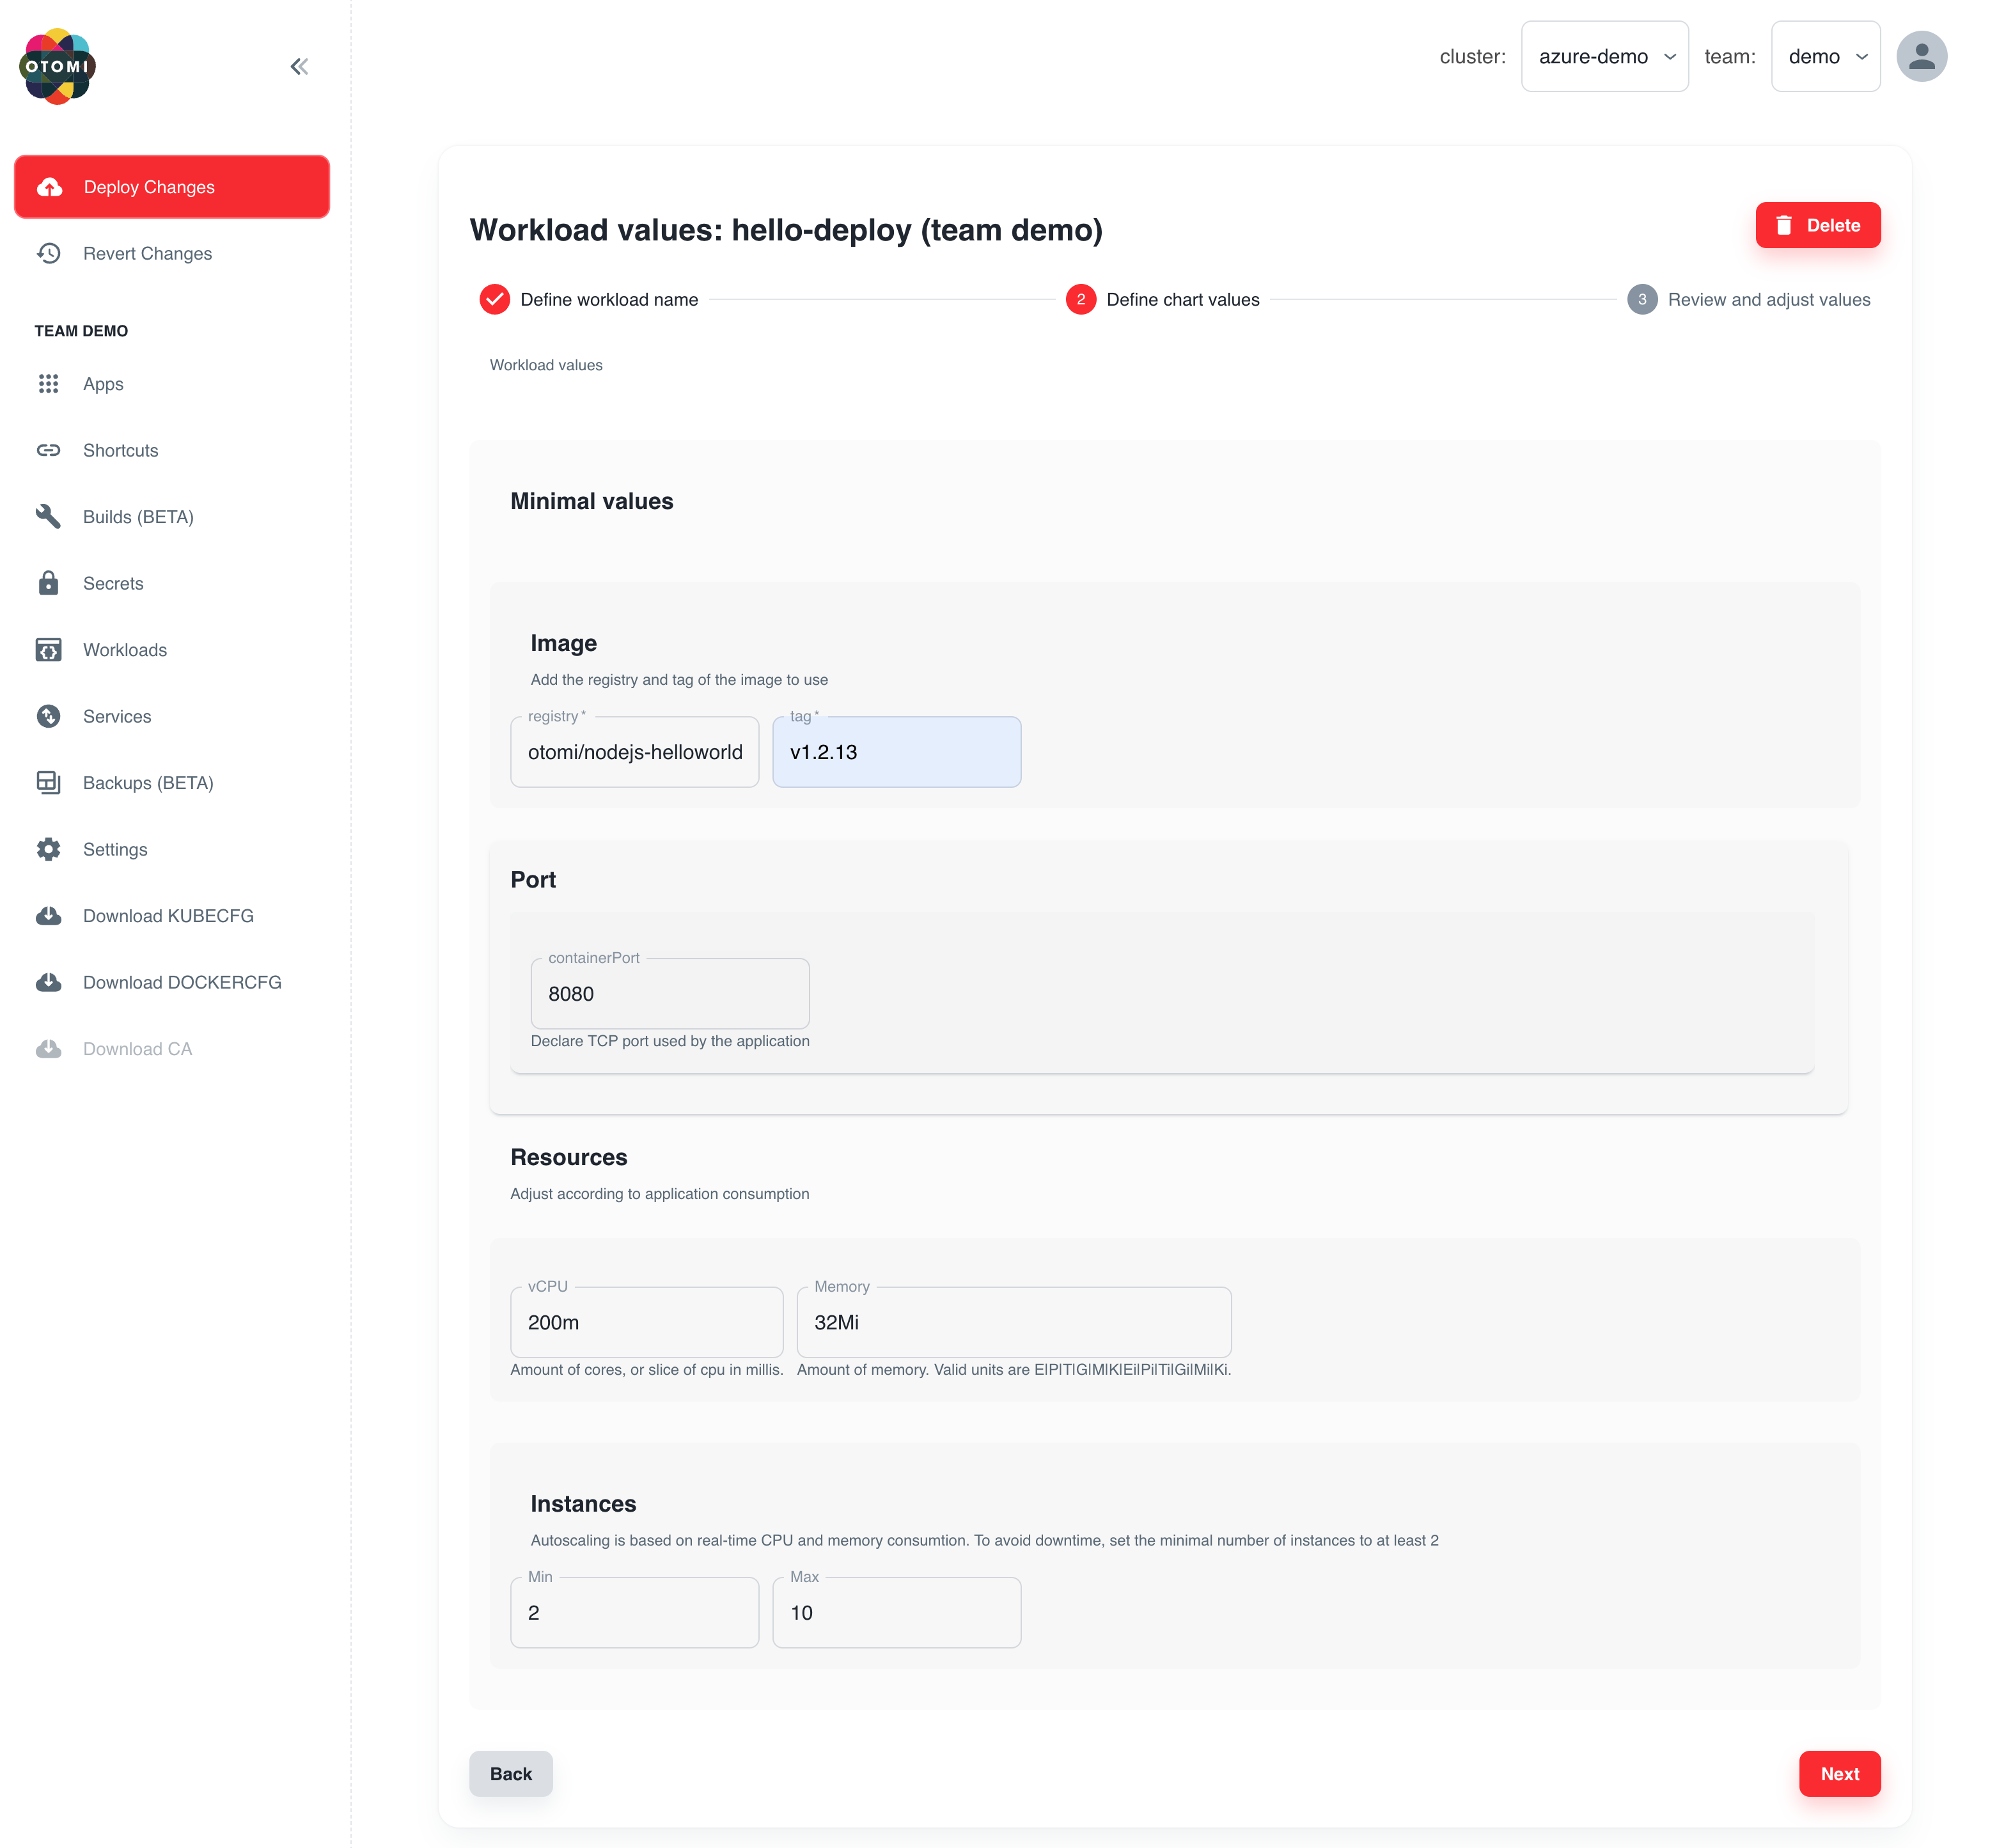 OTOMI
cluster:
azure-demo
team:
demo
Deploy Changes
Revert Changes
TEAM DEMO
Apps
Shortcuts
Builds (BETA)
Secrets
Workloads
Services
Backups (BETA)
Settings
Download KUBECFG
Download DOCKERCFG
Download CA
Workload values: hello-deploy (team demo)
Delete
Define workload name
2 Define chart values
3 Review and adjust values
Workload values
Minimal values
Image
Add the registry and tag of the image to use
registry *
otomi/nodejs-helloworld
tag *
v1.2.13
Port
containerPort
8080
Declare TCP port used by the application
Resources
Adjust according to application consumption
vCPU
200m
Amount of cores, or slice of cpu in millis.
Memory
32Mi
Amount of memory. Valid units are E|P|T|G|M|K|Ei|Pi|Ti|Gi|Mi|Ki.
Instances
Autoscaling is based on real-time CPU and memory consumtion. To avoid downtime, set the minimal number of instances to at least 2
Min
2
Max
10
Back
Next